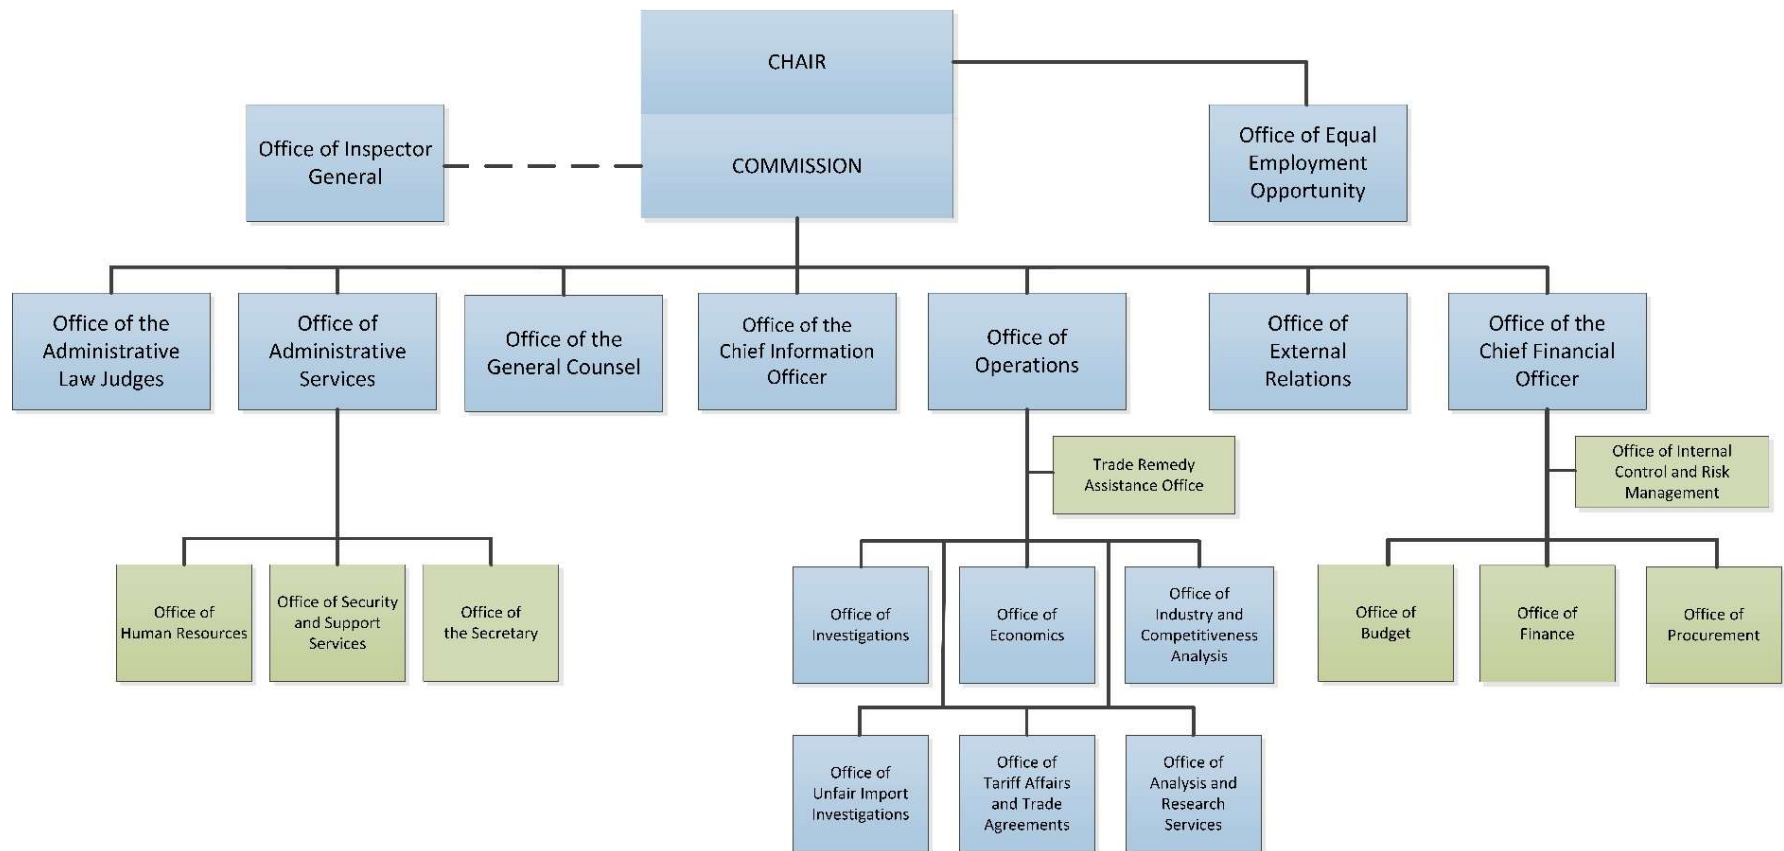 CHAIR
COMMISSION
Office of Inspector
General
Office of Equal
Employment
Opportunity
Office of the
Administrative
Law Judges
Office of
Administrative
Services
Office of the
General Counsel
Office of the
Chief Information
Officer
Office of
Operations
Office of
External
Relations
Office of the
Chief Financial
Officer
Trade Remedy
Assistance Office
Office of Internal
Control and Risk
Management
Office of
Human Resources
Office of Security
and Support
Services
Office of
the Secretary
Office of
Investigations
Office of
Economics
Office of
Industry and
Competitiveness
Analysis
Office of
Budget
Office of
Finance
Office of
Procurement
Office of
Unfair Import
Investigations
Office of
Tariff Affairs
and Trade
Agreements
Office of
Analysis and
Research
Services